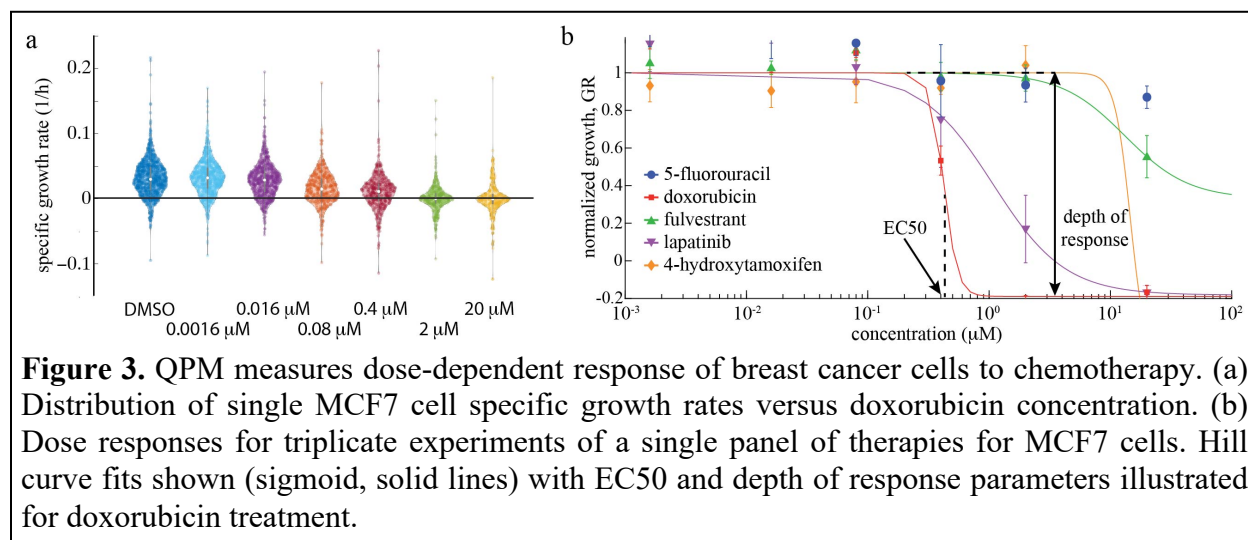 a
specific growth rate (1/h)
0.2
0.1
0
−0.1
DMSO
0.0016 µM
0.016 µM
0.08 µM
0.4 µM
2 µM
20 µM
b
normalized growth, GR
1
0.8
0.6
0.4
0.2
0
-0.2
5-fluorouracil
doxorubicin
fulvestrant
lapatinib
4-hydroxytamoxifen
EC50
depth of
response
10⁻³
10⁻²
10⁻¹
10⁰
10¹
10²
concentration (µM)
Figure 3. QPM measures dose-dependent response of breast cancer cells to chemotherapy. (a)
Distribution of single MCF7 cell specific growth rates versus doxorubicin concentration. (b)
Dose responses for triplicate experiments of a single panel of therapies for MCF7 cells. Hill
curve fits shown (sigmoid, solid lines) with EC50 and depth of response parameters illustrated
for doxorubicin treatment.